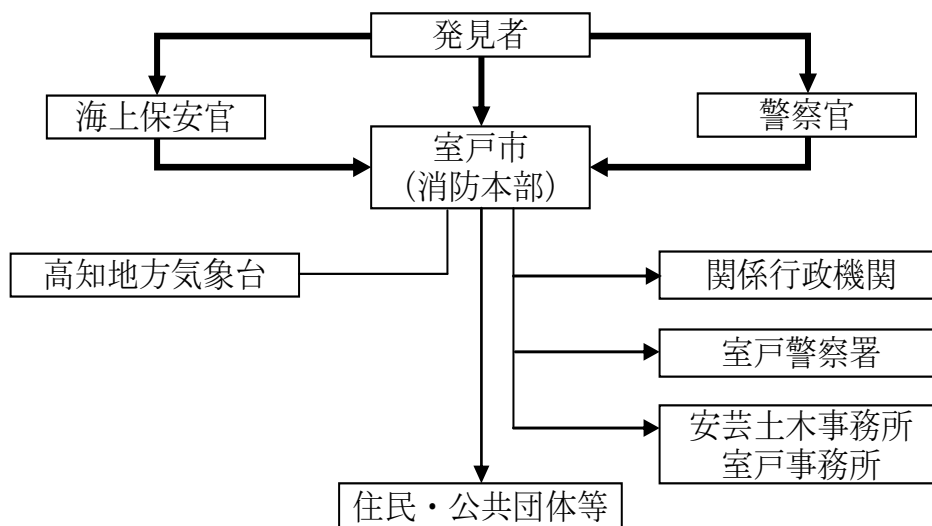 発見者
海上保安官
警察官
室戸市
（消防本部）
高知地方気象台
関係行政機関
室戸警察署
安芸土木事務所
室戸事務所
住民・公共団体等